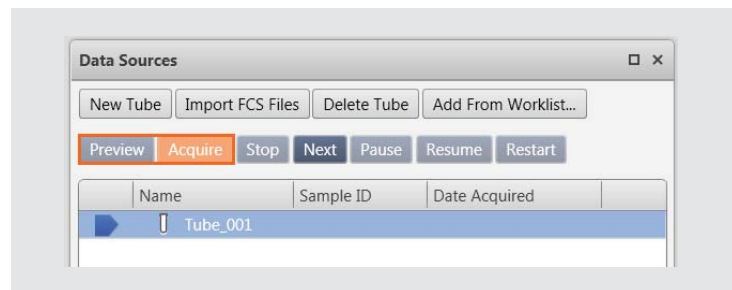 Data Sources
New Tube Import FCS Files Delete Tube Add From Worklist...
Preview Acquire Stop Next Pause Resume Restart
Name Sample ID Date Acquired
Tube_001